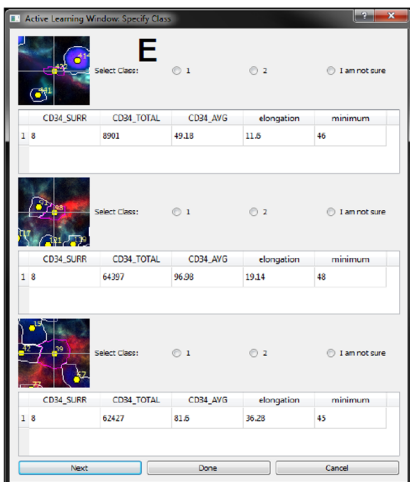 Active Learning Window: Specify Class
E
Select Class: 1 2 I am not sure
CD34_SURR CD34_TOTAL CD34_AVG elongation minimum
1 8 8901 49.18 11.6 46
98
Select Class: 1 2 I am not sure
CD34_SURR CD34_TOTAL CD34_AVG elongation minimum
1 8 64397 96.98 19.14 48
39
Select Class: 1 2 I am not sure
CD34_SURR CD34_TOTAL CD34_AVG elongation minimum
1 8 62427 81.6 36.28 45
Next Done Cancel